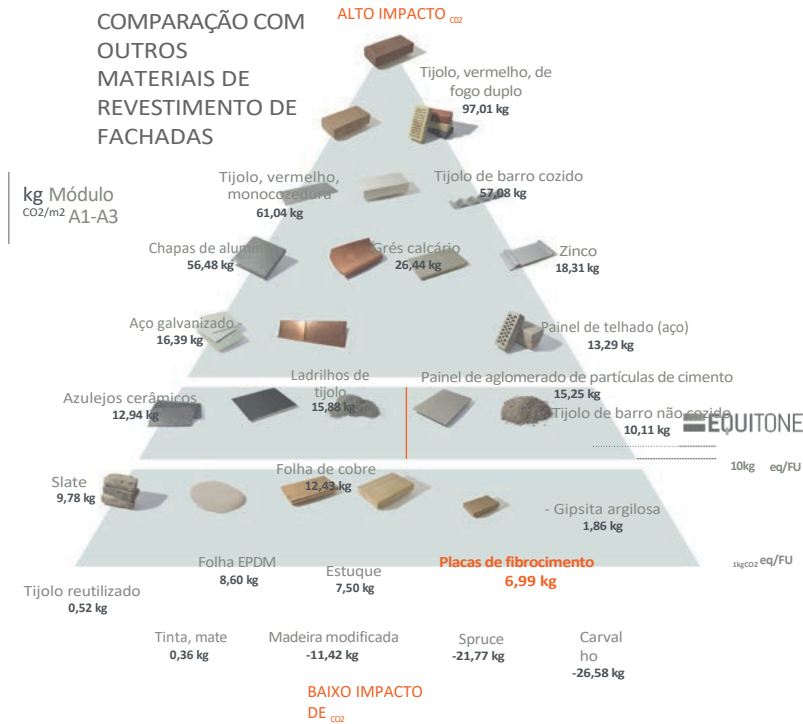 COMPARAÇÃO COM
OUTROS
MATERIAIS DE
REVESTIMENTO DE
FACHADAS
ALTO IMPACTO CO2
Tijolo, vermelho, de
fogo duplo
97,01 kg
kg Módulo
CO2/m2 A1-A3
Tijolo, vermelho,
monocozedura
61,04 kg
Tijolo de barro cozido
57,08 kg
Chapas de alumín
56,48 kg
Grés calcário
26,44 kg
Zinco
18,31 kg
Aço galvanizado
16,39 kg
Painel de telhado (aço)
13,29 kg
Azulejos cerâmicos
12,94 kg
Ladrilhos de
tijolo
15,88 kg
Painel de aglomerado de partículas de cimento
15,25 kg
Tijolo de barro não cozido
10,11 kg
EQUITONE
10kg eq/FU
Slate
9,78 kg
Folha de cobre
12,43 kg
- Gipsita argilosa
1,86 kg
Folha EPDM
8,60 kg
Estuque
7,50 kg
Placas de fibrocimento
6,99 kg
1kgCO2 eq/FU
Tijolo reutilizado
0,52 kg
Tinta, mate
0,36 kg
Madeira modificada
-11,42 kg
Spruce
-21,77 kg
Carval
ho
-26,58 kg
BAIXO IMPACTO
DE CO2